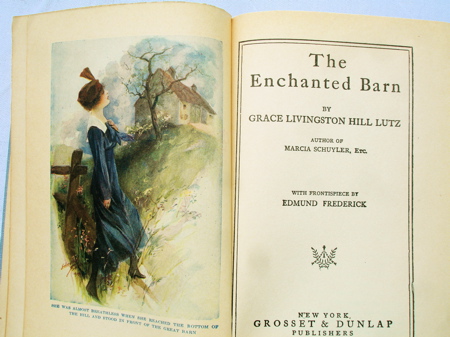 SHE WAS ALMOST BREATHLESS WHEN SHE REACHED THE BOTTOM OF
THE HILL AND STOOD IN FRONT OF THE GREAT BARN
The
Enchanted Barn
BY
GRACE LIVINGSTON HILL LUTZ
AUTHOR OF
MARCIA SCHUYLER, Etc.
WITH FRONTISPIECE BY
EDMUND FREDERICK
NEW YORK
GROSSET & DUNLAP
PUBLISHERS